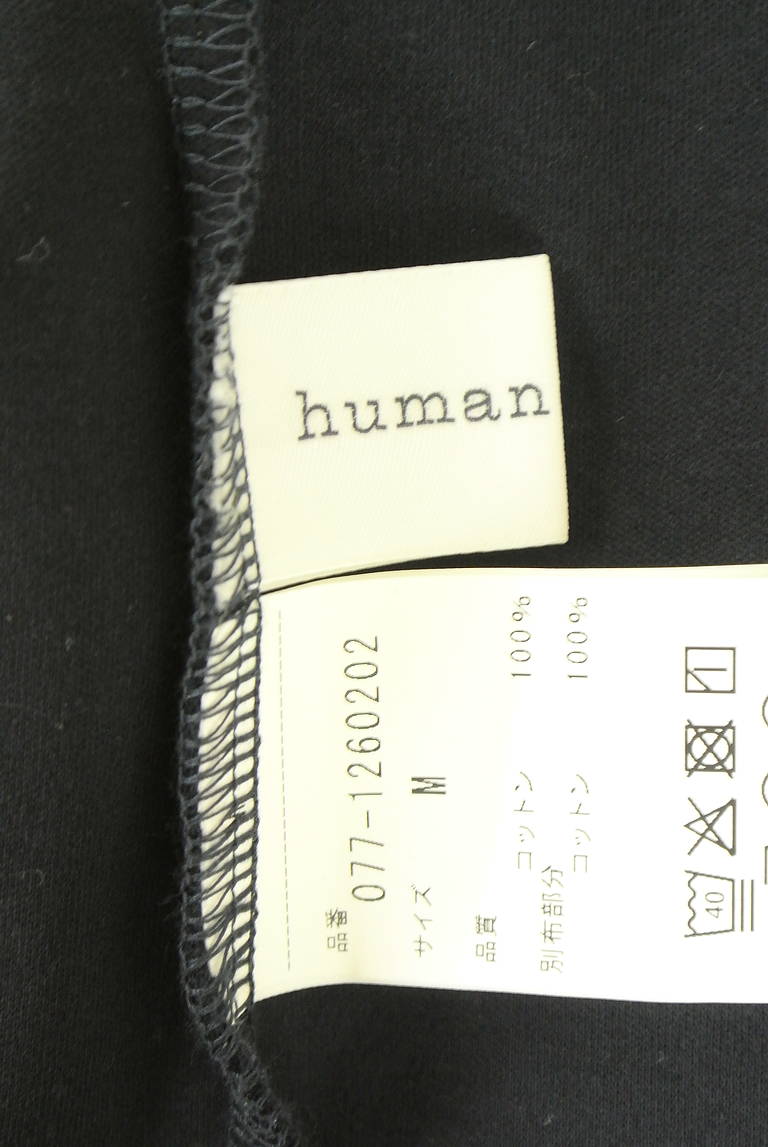 human
品番 077-1260202
サイズ M
品質
コットン 100%
別布部分
コットン 100%
40